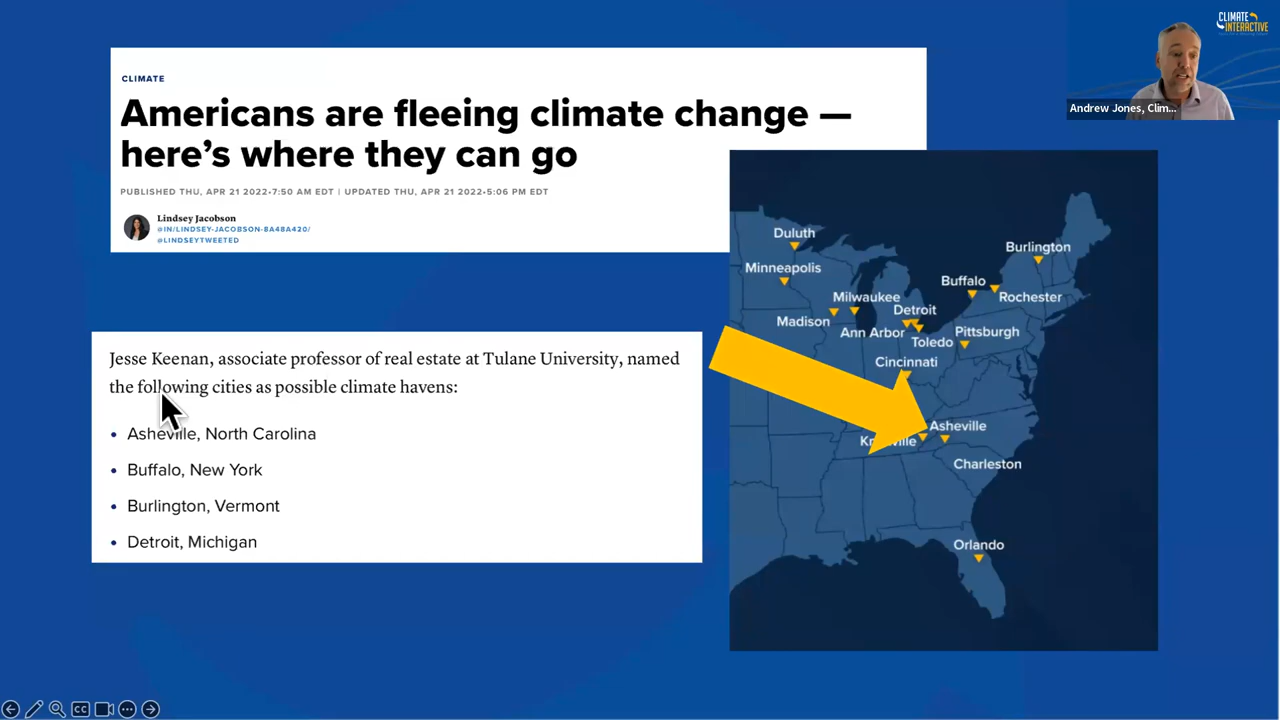 CLIMATE
Americans are fleeing climate change —
here's where they can go
PUBLISHED THU, APR 21 2022•7:50 AM EDT | UPDATED THU, APR 21 2022•5:06 PM EDT
Lindsey Jacobson
@IN/LINDSEY-JACOBSON-8A48A420/
@LINDSEYTWEETED
Jesse Keenan, associate professor of real estate at Tulane University, named
the following cities as possible climate havens:
• Asheville, North Carolina
• Buffalo, New York
• Burlington, Vermont
• Detroit, Michigan
Duluth
Burlington
Minneapolis
Buffalo
Milwaukee
Rochester
Detroit
Madison
Ann Arbor
Pittsburgh
Toledo
Cincinnati
Asheville
Charleston
Orlando
CLIMATE
INTERACTIVE
Andrew Jones, Clim...
CC